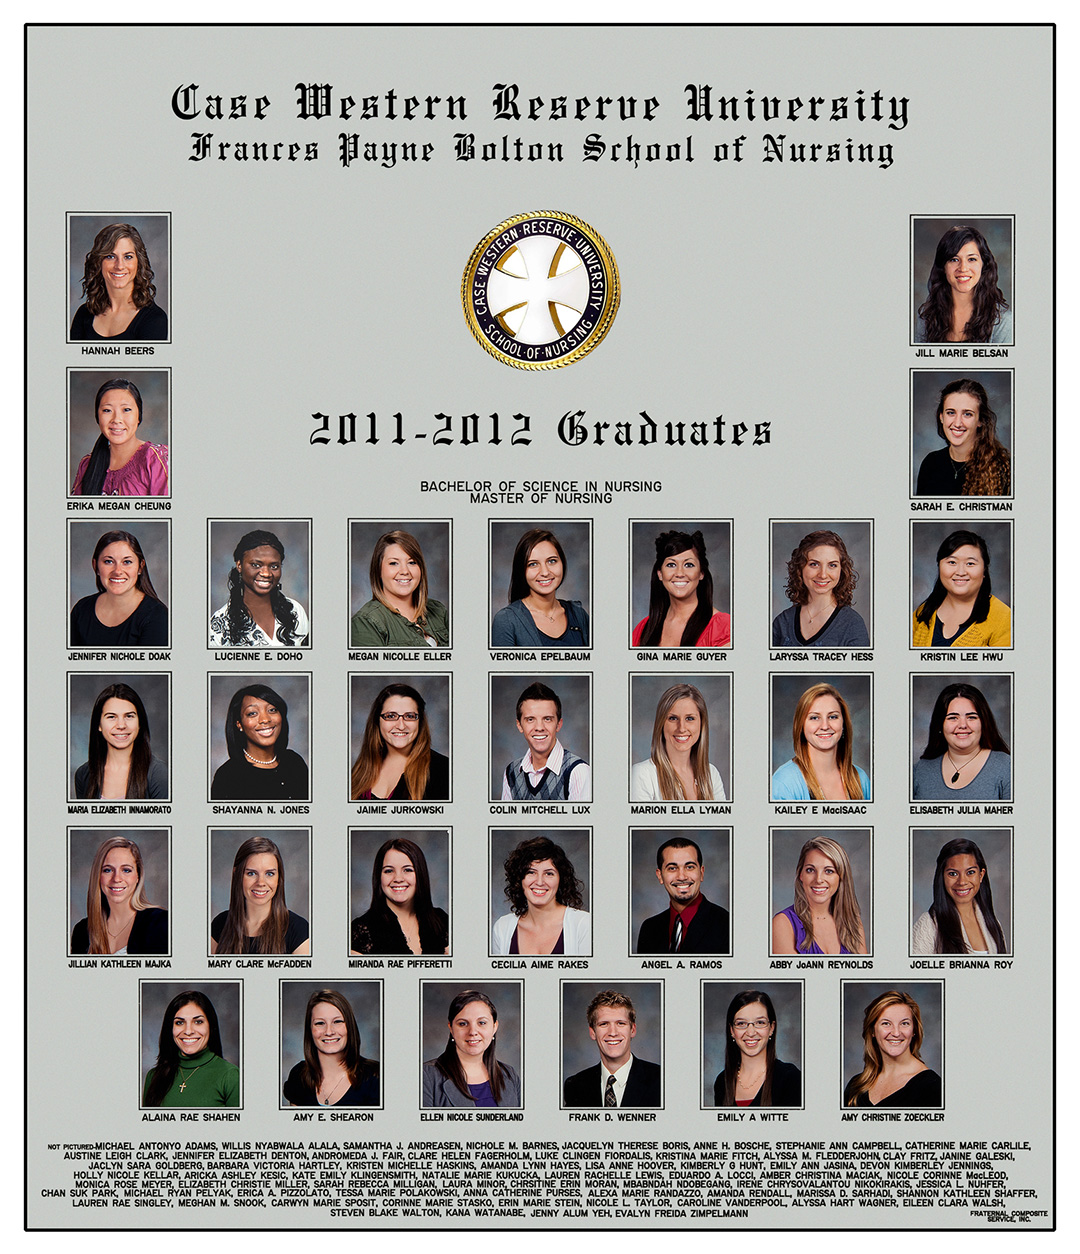 Case Western Reserve University
Frances Payne Bolton School of Nursing
CASE·WESTERN·RESERVE·UNIVERSITY
·SCHOOL·OF·NURSING·
HANNAH BEERS
JILL MARIE BELSAN
2011-2012 Graduates
BACHELOR OF SCIENCE IN NURSING
MASTER OF NURSING
ERIKA MEGAN CHEUNG
SARAH E. CHRISTMAN
JENNIFER NICHOLE DOAK
LUCIENNE E. DOHO
MEGAN NICOLLE ELLER
VERONICA EPELBAUM
GINA MARIE GUYER
LARYSSA TRACEY HESS
KRISTIN LEE HWU
MARIA ELIZABETH INNAMORATO
SHAYANNA N. JONES
JAIMIE JURKOWSKI
COLIN MITCHELL LUX
MARION ELLA LYMAN
KAILEY E MacISAAC
ELISABETH JULIA MAHER
JILLIAN KATHLEEN MAJKA
MARY CLARE McFADDEN
MIRANDA RAE PIFFERETTI
CECILIA AIME RAKES
ANGEL A. RAMOS
ABBY JoANN REYNOLDS
JOELLE BRIANNA ROY
ALAINA RAE SHAHEN
AMY E. SHEARON
ELLEN NICOLE SUNDERLAND
FRANK D. WENNER
EMILY A WITTE
AMY CHRISTINE ZOECKLER
NOT PICTURED-MICHAEL ANTONYO ADAMS, WILLIS NYABWALA ALALA, SAMANTHA J. ANDREASEN, NICHOLE M. BARNES, JACQUELYN THERESE BORIS, ANNE H. BOSCHE, STEPHANIE ANN CAMPBELL, CATHERINE MARIE CARLILE,
AUSTINE LEIGH CLARK, JENNIFER ELIZABETH DENTON, ANDROMEDA J. FAIR, CLARE HELEN FAGERHOLM, LUKE CLINGEN FIORDALIS, KRISTINA MARIE FITCH, ALYSSA M. FLEDDERJOHN, CLAY FRITZ, JANINE GALESKI,
JACLYN SARA GOLDBERG, BARBARA VICTORIA HARTLEY, KRISTEN MICHELLE HASKINS, AMANDA LYNN HAYES, LISA ANNE HOOVER, KIMBERLY G HUNT, EMILY ANN JASINA, DEVON KIMBERLEY JENNINGS,
HOLLY NICOLE KELLAR, ARICKA ASHLEY KESIC, KATE EMILY KLINGENSMITH, NATALIE MARIE KUKUCKA, LAUREN RACHELLE LEWIS, EDUARDO A. LOCCI, AMBER CHRISTINA MACIAK, NICOLE CORINNE MacLEOD,
MONICA ROSE MEYER, ELIZABETH CHRISTIE MILLER, SARAH REBECCA MILLIGAN, LAURA MINOR, CHRISTINE ERIN MORAN, MBABNDAH NDOBEGANG, IRENE CHRYSOVALANTOU NIKOKIRAKIS, JESSICA L. NUHFER,
CHAN SUK PARK, MICHAEL RYAN PELYAK, ERICA A. PIZZOLATO, TESSA MARIE POLAKOWSKI, ANNA CATHERINE PURSES, ALEXA MARIE RANDAZZO, AMANDA RENDALL, MARISSA D. SARHADI, SHANNON KATHLEEN SHAFFER,
LAUREN RAE SINGLEY, MEGHAN M. SNOOK, CARWYN MARIE SPOSIT, CORINNE MARIE STASKO, ERIN MARIE STEIN, NICOLE L. TAYLOR, CAROLINE VANDERPOOL, ALYSSA HART WAGNER, EILEEN CLARA WALSH,
STEVEN BLAKE WALTON, KANA WATANABE, JENNY ALUM YEH, EVALYN FREIDA ZIMPELMANN
FRATERNAL COMPOSITE
SERVICE, INC.